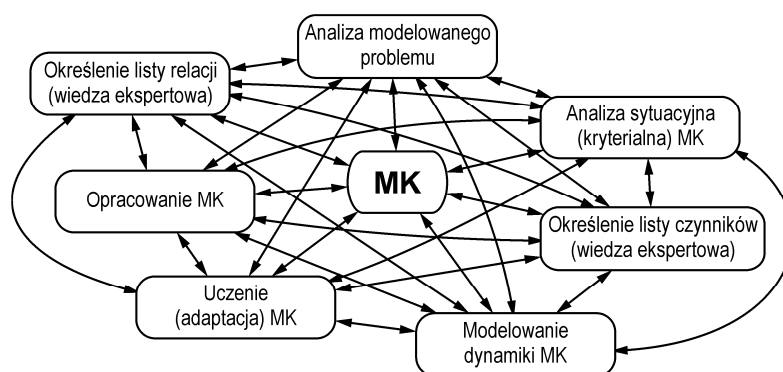 Analiza modelowanego
problemu
Określenie listy relacji
(wiedza ekspertowa)
Analiza sytuacyjna
(kryterialna) MK
MK
Opracowanie MK
Określenie listy czynników
(wiedza ekspertowa)
Uczenie
(adaptacja) MK
Modelowanie
dynamiki MK